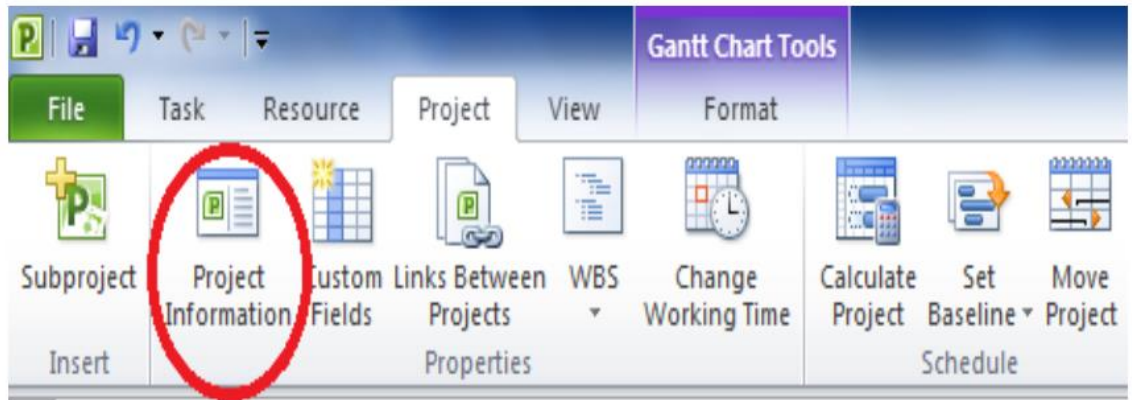 Gantt Chart Tools
File Task Resource Project View Format
Subproject Project Information Custom Fields Links Between Projects WBS Change Working Time Calculate Project Set Baseline Move Project
Insert Properties Schedule